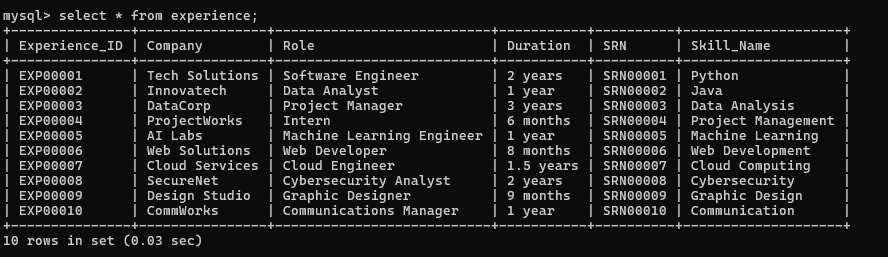 mysql> select * from experience;
+---------------+-----------------+---------------------------+-----------+----------+--------------------+
| Experience_ID | Company         | Role                      | Duration  | SRN      | Skill_Name         |
+---------------+-----------------+---------------------------+-----------+----------+--------------------+
| EXP00001      | Tech Solutions  | Software Engineer         | 2 years   | SRN00001 | Python             |
| EXP00002      | Innovatech      | Data Analyst              | 1 year    | SRN00002 | Java               |
| EXP00003      | DataCorp        | Project Manager           | 3 years   | SRN00003 | Data Analysis      |
| EXP00004      | ProjectWorks    | Intern                    | 6 months  | SRN00004 | Project Management |
| EXP00005      | AI Labs         | Machine Learning Engineer | 1 year    | SRN00005 | Machine Learning   |
| EXP00006      | Web Solutions   | Web Developer             | 8 months  | SRN00006 | Web Development    |
| EXP00007      | Cloud Services  | Cloud Engineer            | 1.5 years | SRN00007 | Cloud Computing    |
| EXP00008      | SecureNet       | Cybersecurity Analyst     | 2 years   | SRN00008 | Cybersecurity      |
| EXP00009      | Design Studio   | Graphic Designer          | 9 months  | SRN00009 | Graphic Design     |
| EXP00010      | CommWorks       | Communications Manager    | 1 year    | SRN00010 | Communication      |
+---------------+-----------------+---------------------------+-----------+----------+--------------------+
10 rows in set (0.03 sec)